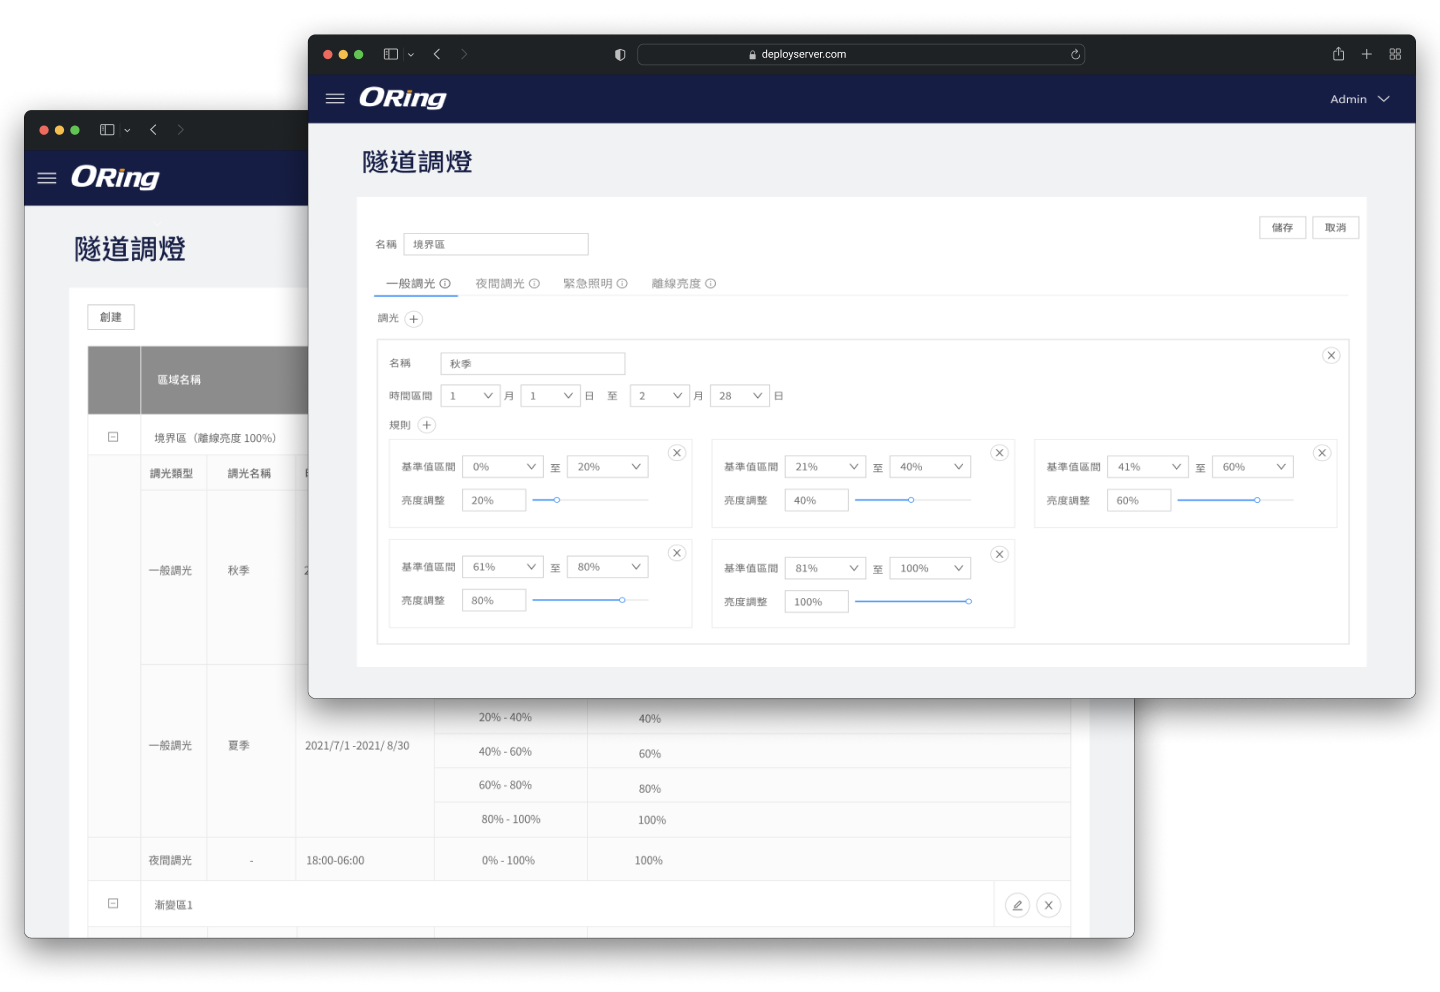 deployserver.com
ORing
Admin
隧道調燈
儲存 取消
名稱 境界區
一般調光 夜間調光 緊急照明 離線亮度
調光
名稱 秋季
時間區間 1 月 1 日 至 2 月 28 日
規則
基準值區間 0% 至 20%
亮度調整 20%
基準值區間 21% 至 40%
亮度調整 40%
基準值區間 41% 至 60%
亮度調整 60%
基準值區間 61% 至 80%
亮度調整 80%
基準值區間 81% 至 100%
亮度調整 100%
ORing
隧道調燈
創建
區域名稱
境界區（離線亮度 100%）
調光類型 調光名稱
一般調光 秋季
一般調光 夏季 2021/7/1 -2021/ 8/30
20% - 40% 40%
40% - 60% 60%
60% - 80% 80%
80% - 100% 100%
夜間調光 - 18:00-06:00 0% - 100% 100%
漸變區1